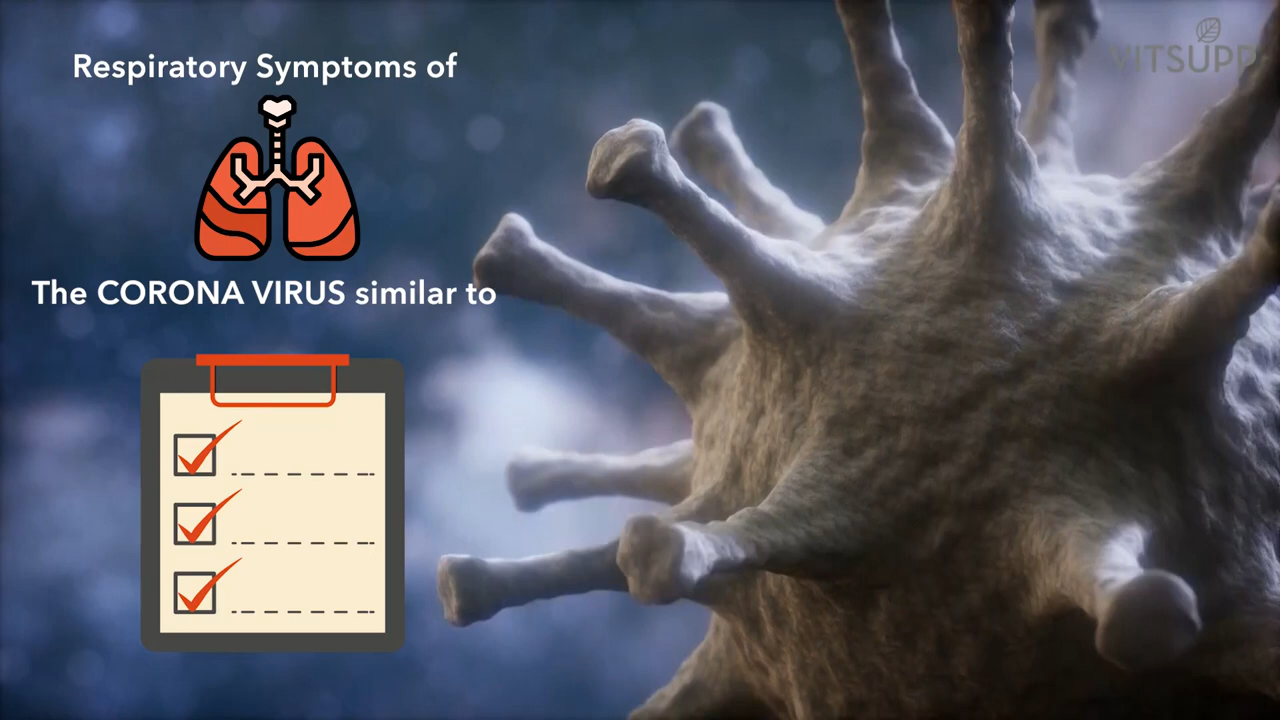 Respiratory Symptoms of
The CORONA VIRUS similar to
VITSUPP